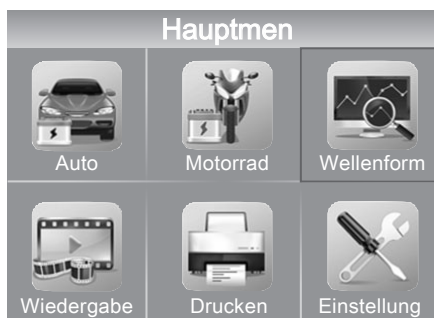 Hauptmen
Auto Motorrad Wellenform
Wiedergabe Drucken Einstellung